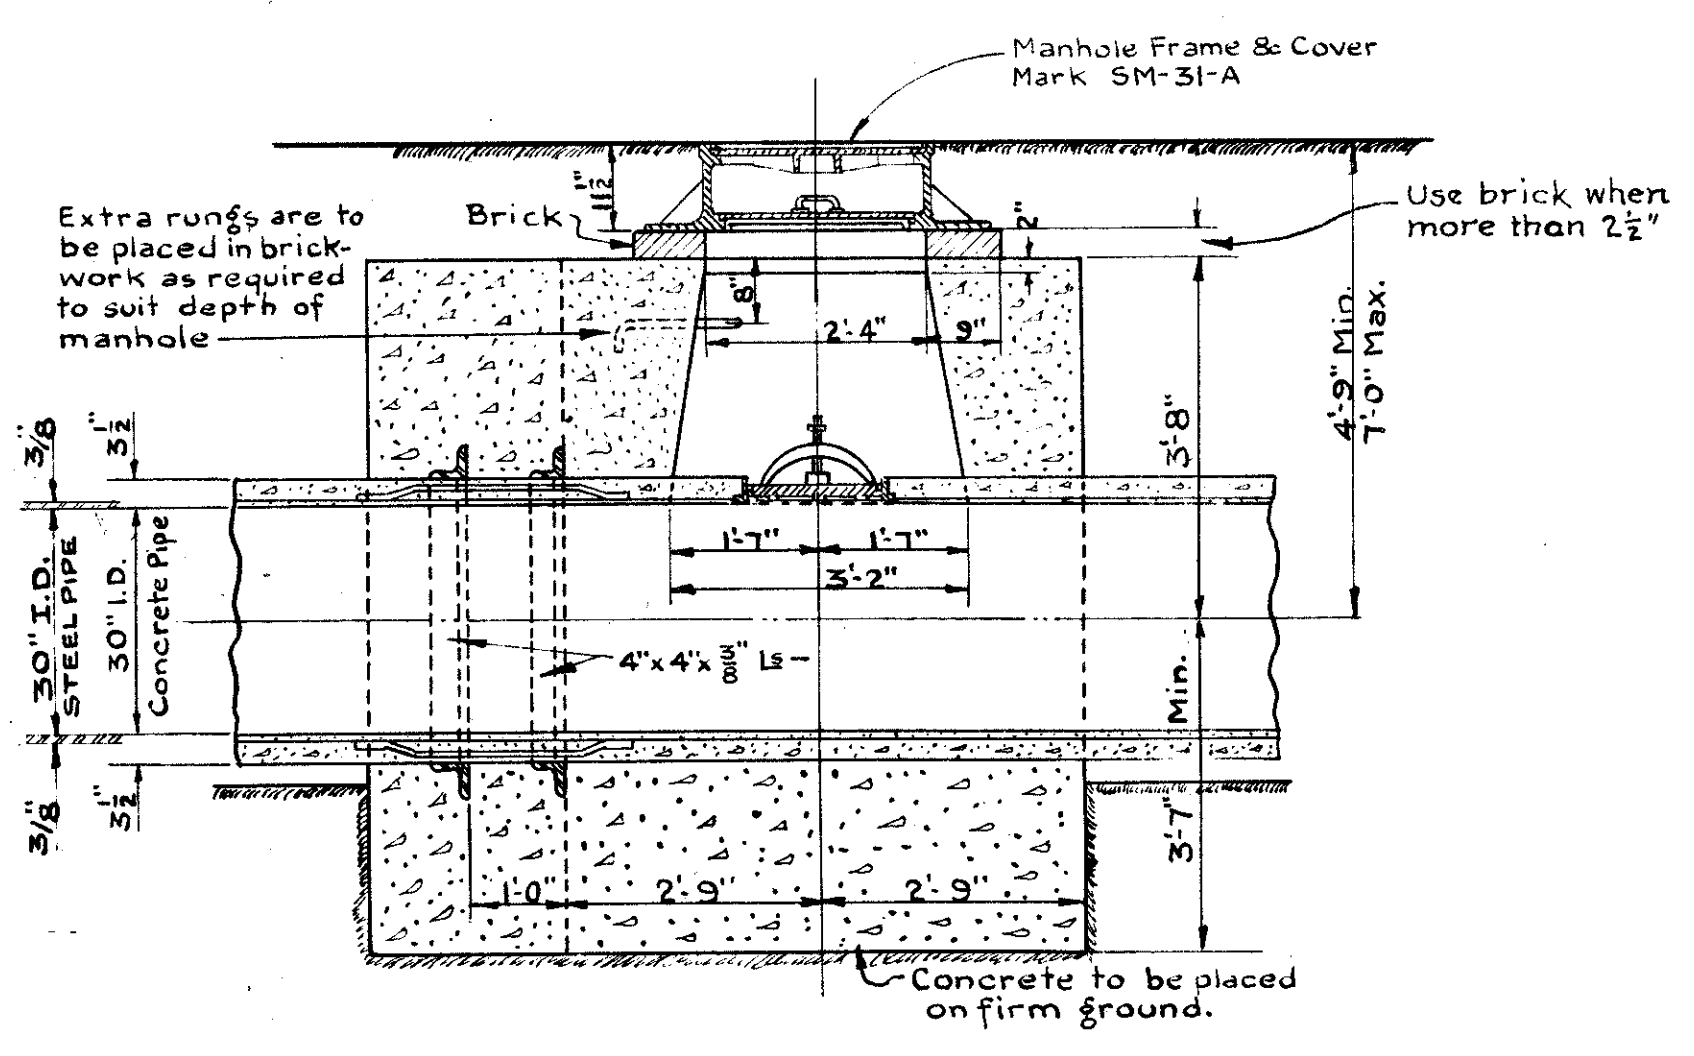 Manhole Frame & Cover
Mark SM-31-A
Extra rungs are to
be placed in brick-
work as required
to suit depth of
manhole
Brick
11 1/2"
2"
Use brick when
more than 2 1/2"
8"
2'-4"
9"
4'-9" Min.
7'-0" Max.
3'-8"
3/8"
3 1/2"
1'-7"
1'-7"
3'-2"
30" I.D.
STEEL PIPE
30" I.D.
Concrete Pipe
4" x 4" x 3/8" Ls
Min.
3'-7"
3/8"
3 1/2"
1'-0"
2'-9"
2'-9"
Concrete to be placed
on firm ground.